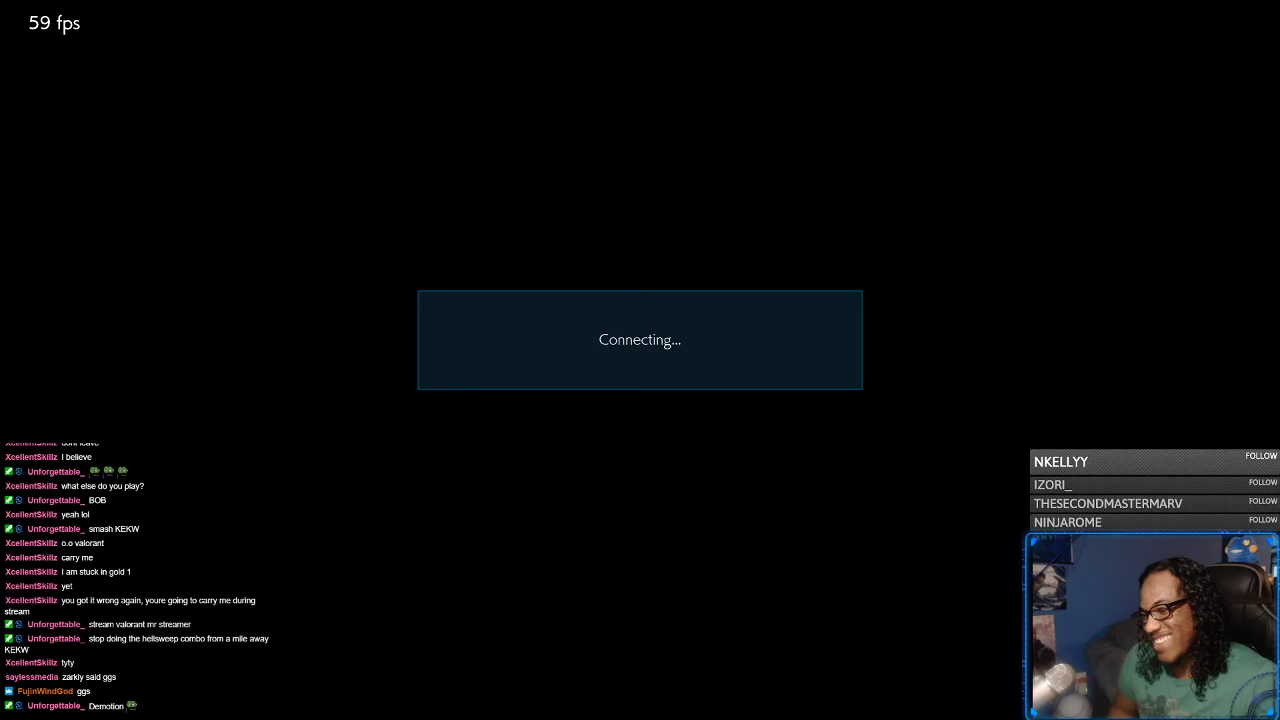 59 fps
Connecting...
XcellentSkillz dont leave
XcellentSkillz I believe
Unforgettable_
XcellentSkillz what else do you play?
Unforgettable_ BOB
XcellentSkillz yeah lol
Unforgettable_ smash KEKW
XcellentSkillz o.o valorant
XcellentSkillz carry me
XcellentSkillz I am stuck in gold 1
XcellentSkillz yet
XcellentSkillz you got it wrong again, youre going to carry me during
stream
Unforgettable_ stream valorant mr streamer
Unforgettable_ stop doing the hellsweep combo from a mile away
KEKW
XcellentSkillz tyty
saylessmedia zarkly said ggs
FujinWindGod ggs
Unforgettable_ Demotion
NKELLYY FOLLOW
IZORI_ FOLLOW
THESECONDMASTERMARV FOLLOW
NINJAROME FOLLOW